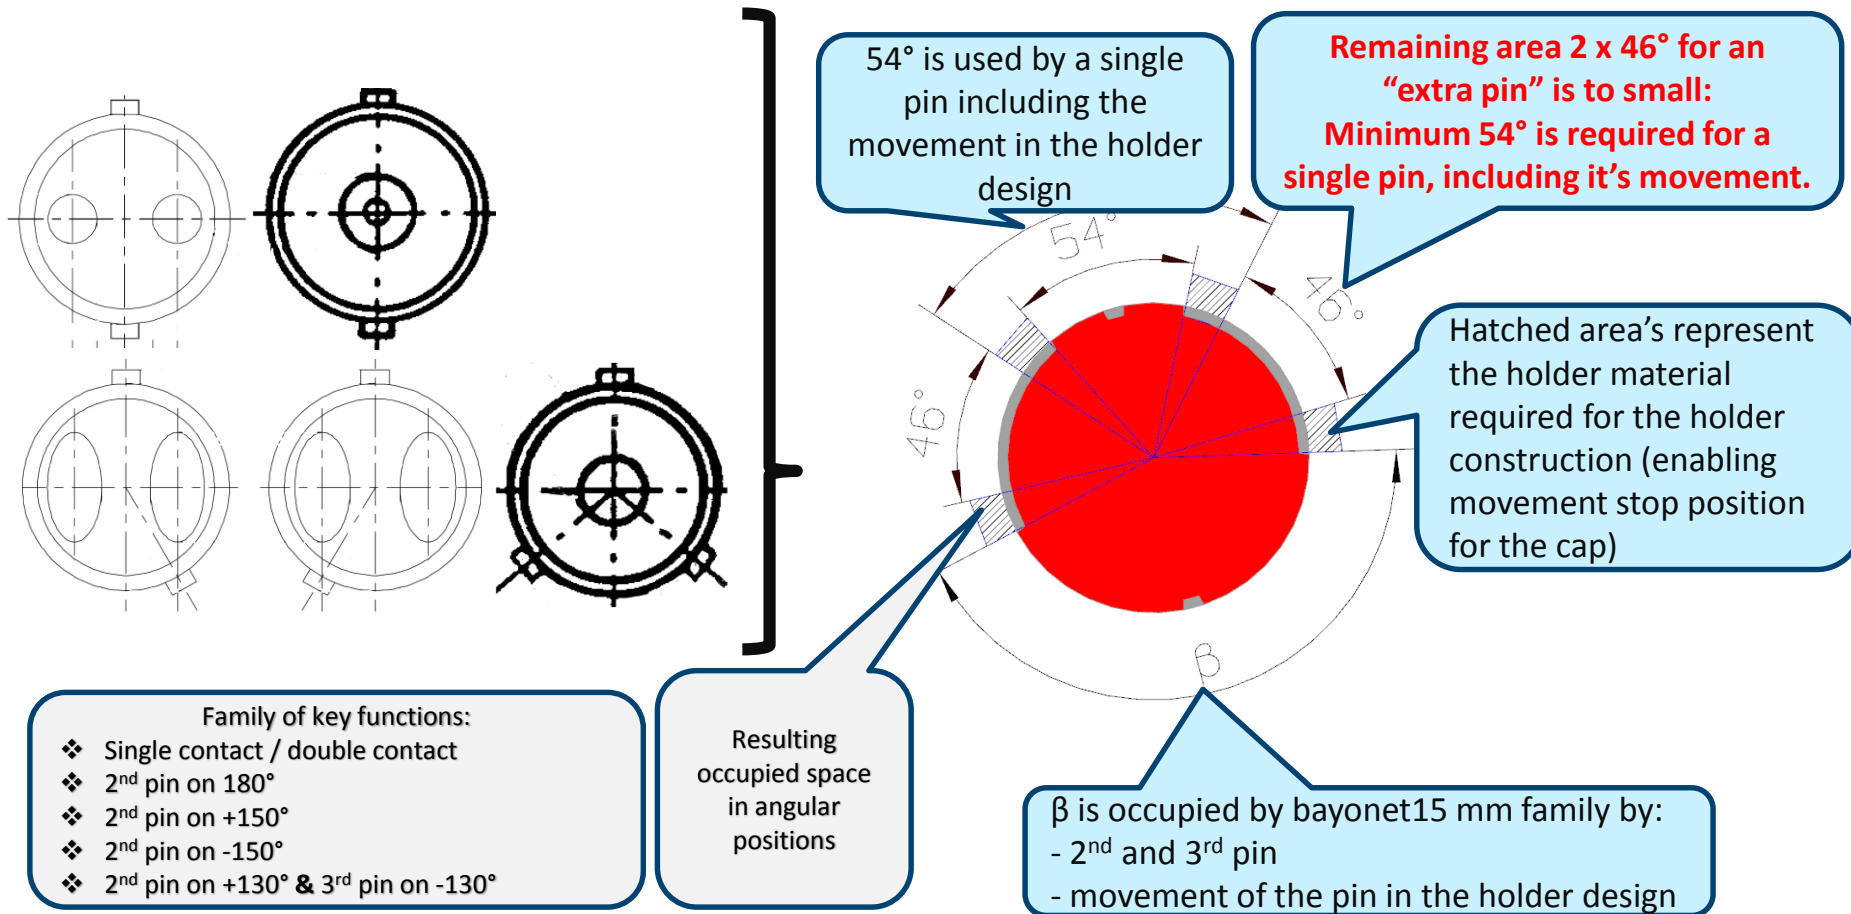 54° is used by a single
pin including the
movement in the holder
design
Remaining area 2 x 46° for an
“extra pin” is to small:
Minimum 54° is required for a
single pin, including it’s movement.
54°
46°
46°
Hatched area’s represent
the holder material
required for the holder
construction (enabling
movement stop position
for the cap)
β
Family of key functions:
❖ Single contact / double contact
❖ 2nd pin on 180°
❖ 2nd pin on +150°
❖ 2nd pin on -150°
❖ 2nd pin on +130° & 3rd pin on -130°
Resulting
occupied space
in angular
positions
β is occupied by bayonet15 mm family by:
- 2nd and 3rd pin
- movement of the pin in the holder design